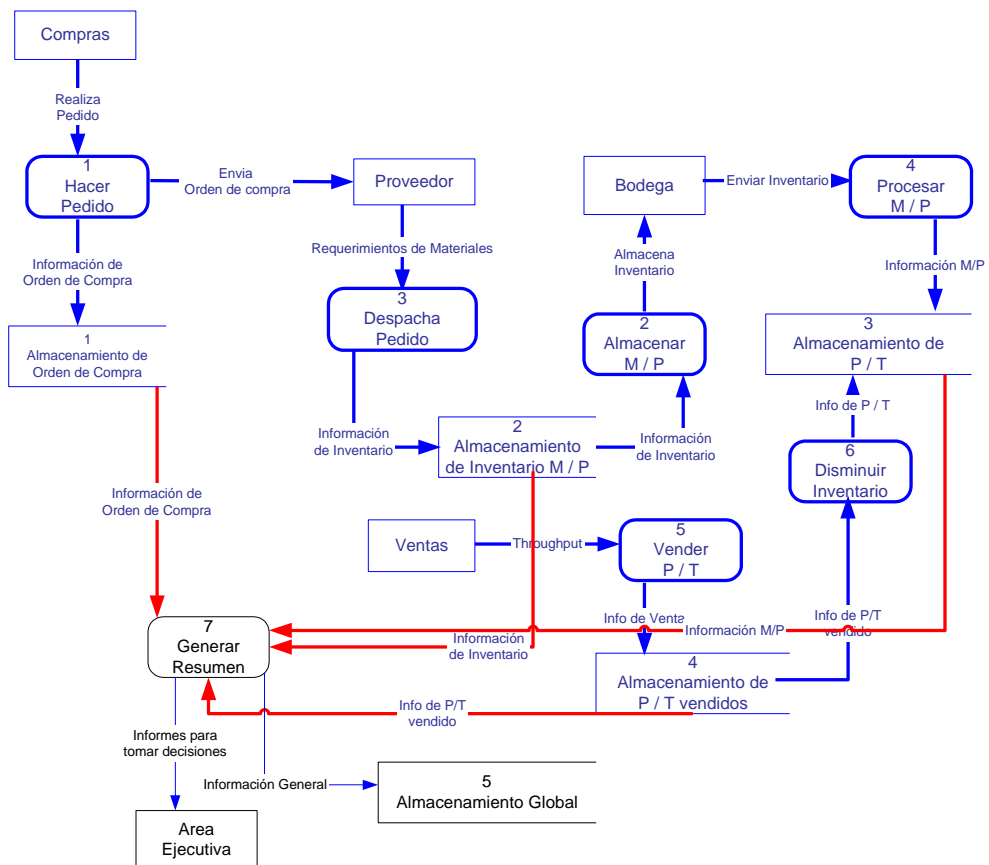 Compras
Realiza
Pedido
1
Hacer
Pedido
Envia
Orden de compra
Proveedor
Bodega
Enviar Inventario
4
Procesar
M / P
Información de
Orden de Compra
Requerimientos de Materiales
Almacena
Inventario
Información M/P
1
Almacenamiento de
Orden de Compra
3
Despacha
Pedido
2
Almacenar
M / P
3
Almacenamiento de
P / T
Información
de Inventario
2
Almacenamiento
de Inventario M / P
Información
de Inventario
Info de P / T
6
Disminuir
Inventario
Información de
Orden de Compra
Ventas
Throughput
5
Vender
P / T
Info de Venta
Info de P/T
vendido
Información M/P
7
Generar
Resumen
Información
de Inventario
4
Almacenamiento de
P / T vendidos
Info de P/T
vendido
Informes para
tomar decisiones
Información General
5
Almacenamiento Global
Area
Ejecutiva